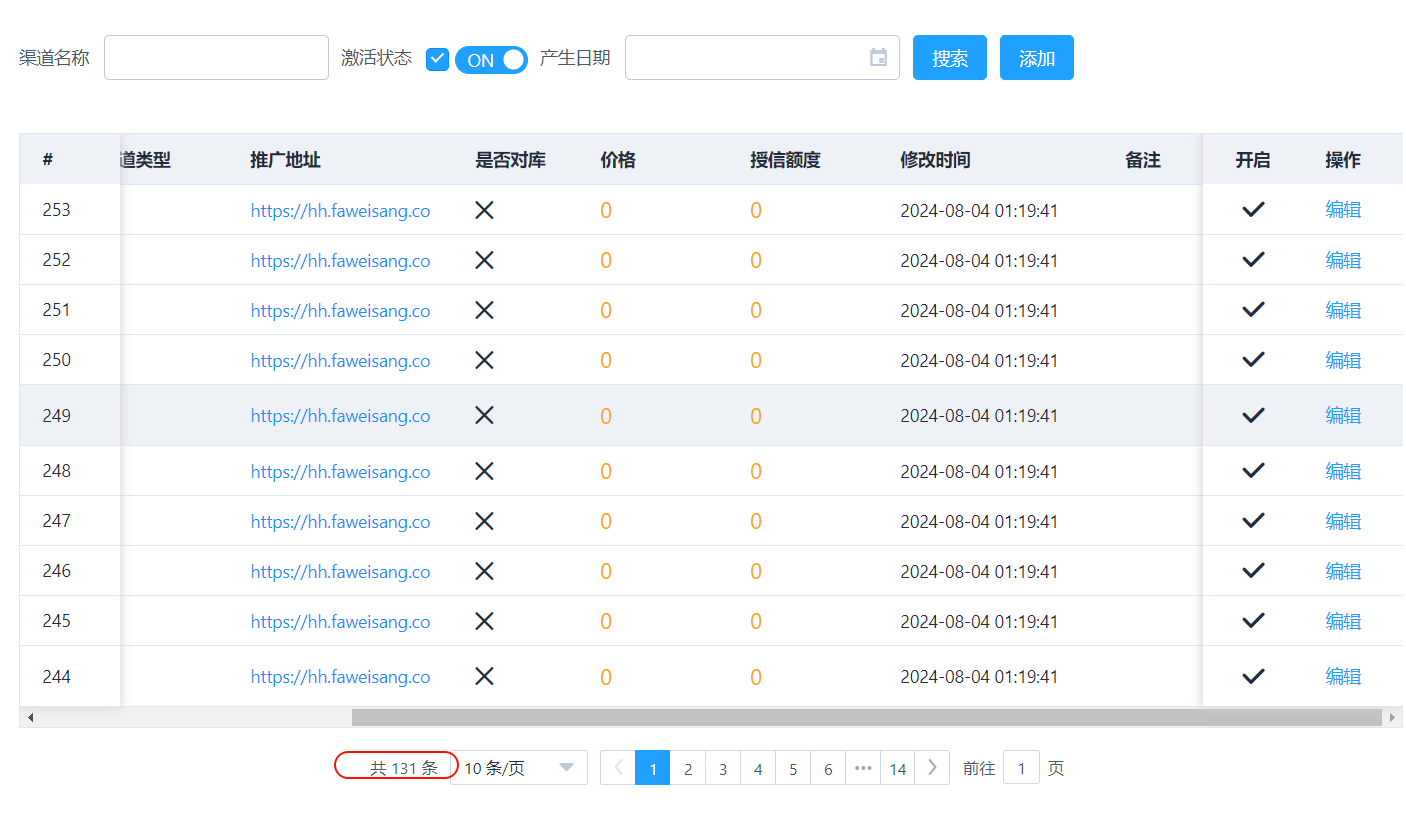 渠道名称 激活状态 ON 产生日期 搜索 添加
# 道类型 推广地址 是否对库 价格 授信额度 修改时间 备注 开启 操作
253 https://hh.faweisang.co 0 0 2024-08-04 01:19:41 编辑
252 https://hh.faweisang.co 0 0 2024-08-04 01:19:41 编辑
251 https://hh.faweisang.co 0 0 2024-08-04 01:19:41 编辑
250 https://hh.faweisang.co 0 0 2024-08-04 01:19:41 编辑
249 https://hh.faweisang.co 0 0 2024-08-04 01:19:41 编辑
248 https://hh.faweisang.co 0 0 2024-08-04 01:19:41 编辑
247 https://hh.faweisang.co 0 0 2024-08-04 01:19:41 编辑
246 https://hh.faweisang.co 0 0 2024-08-04 01:19:41 编辑
245 https://hh.faweisang.co 0 0 2024-08-04 01:19:41 编辑
244 https://hh.faweisang.co 0 0 2024-08-04 01:19:41 编辑
共 131 条 10 条/页 1 2 3 4 5 6 ••• 14 前往 1 页